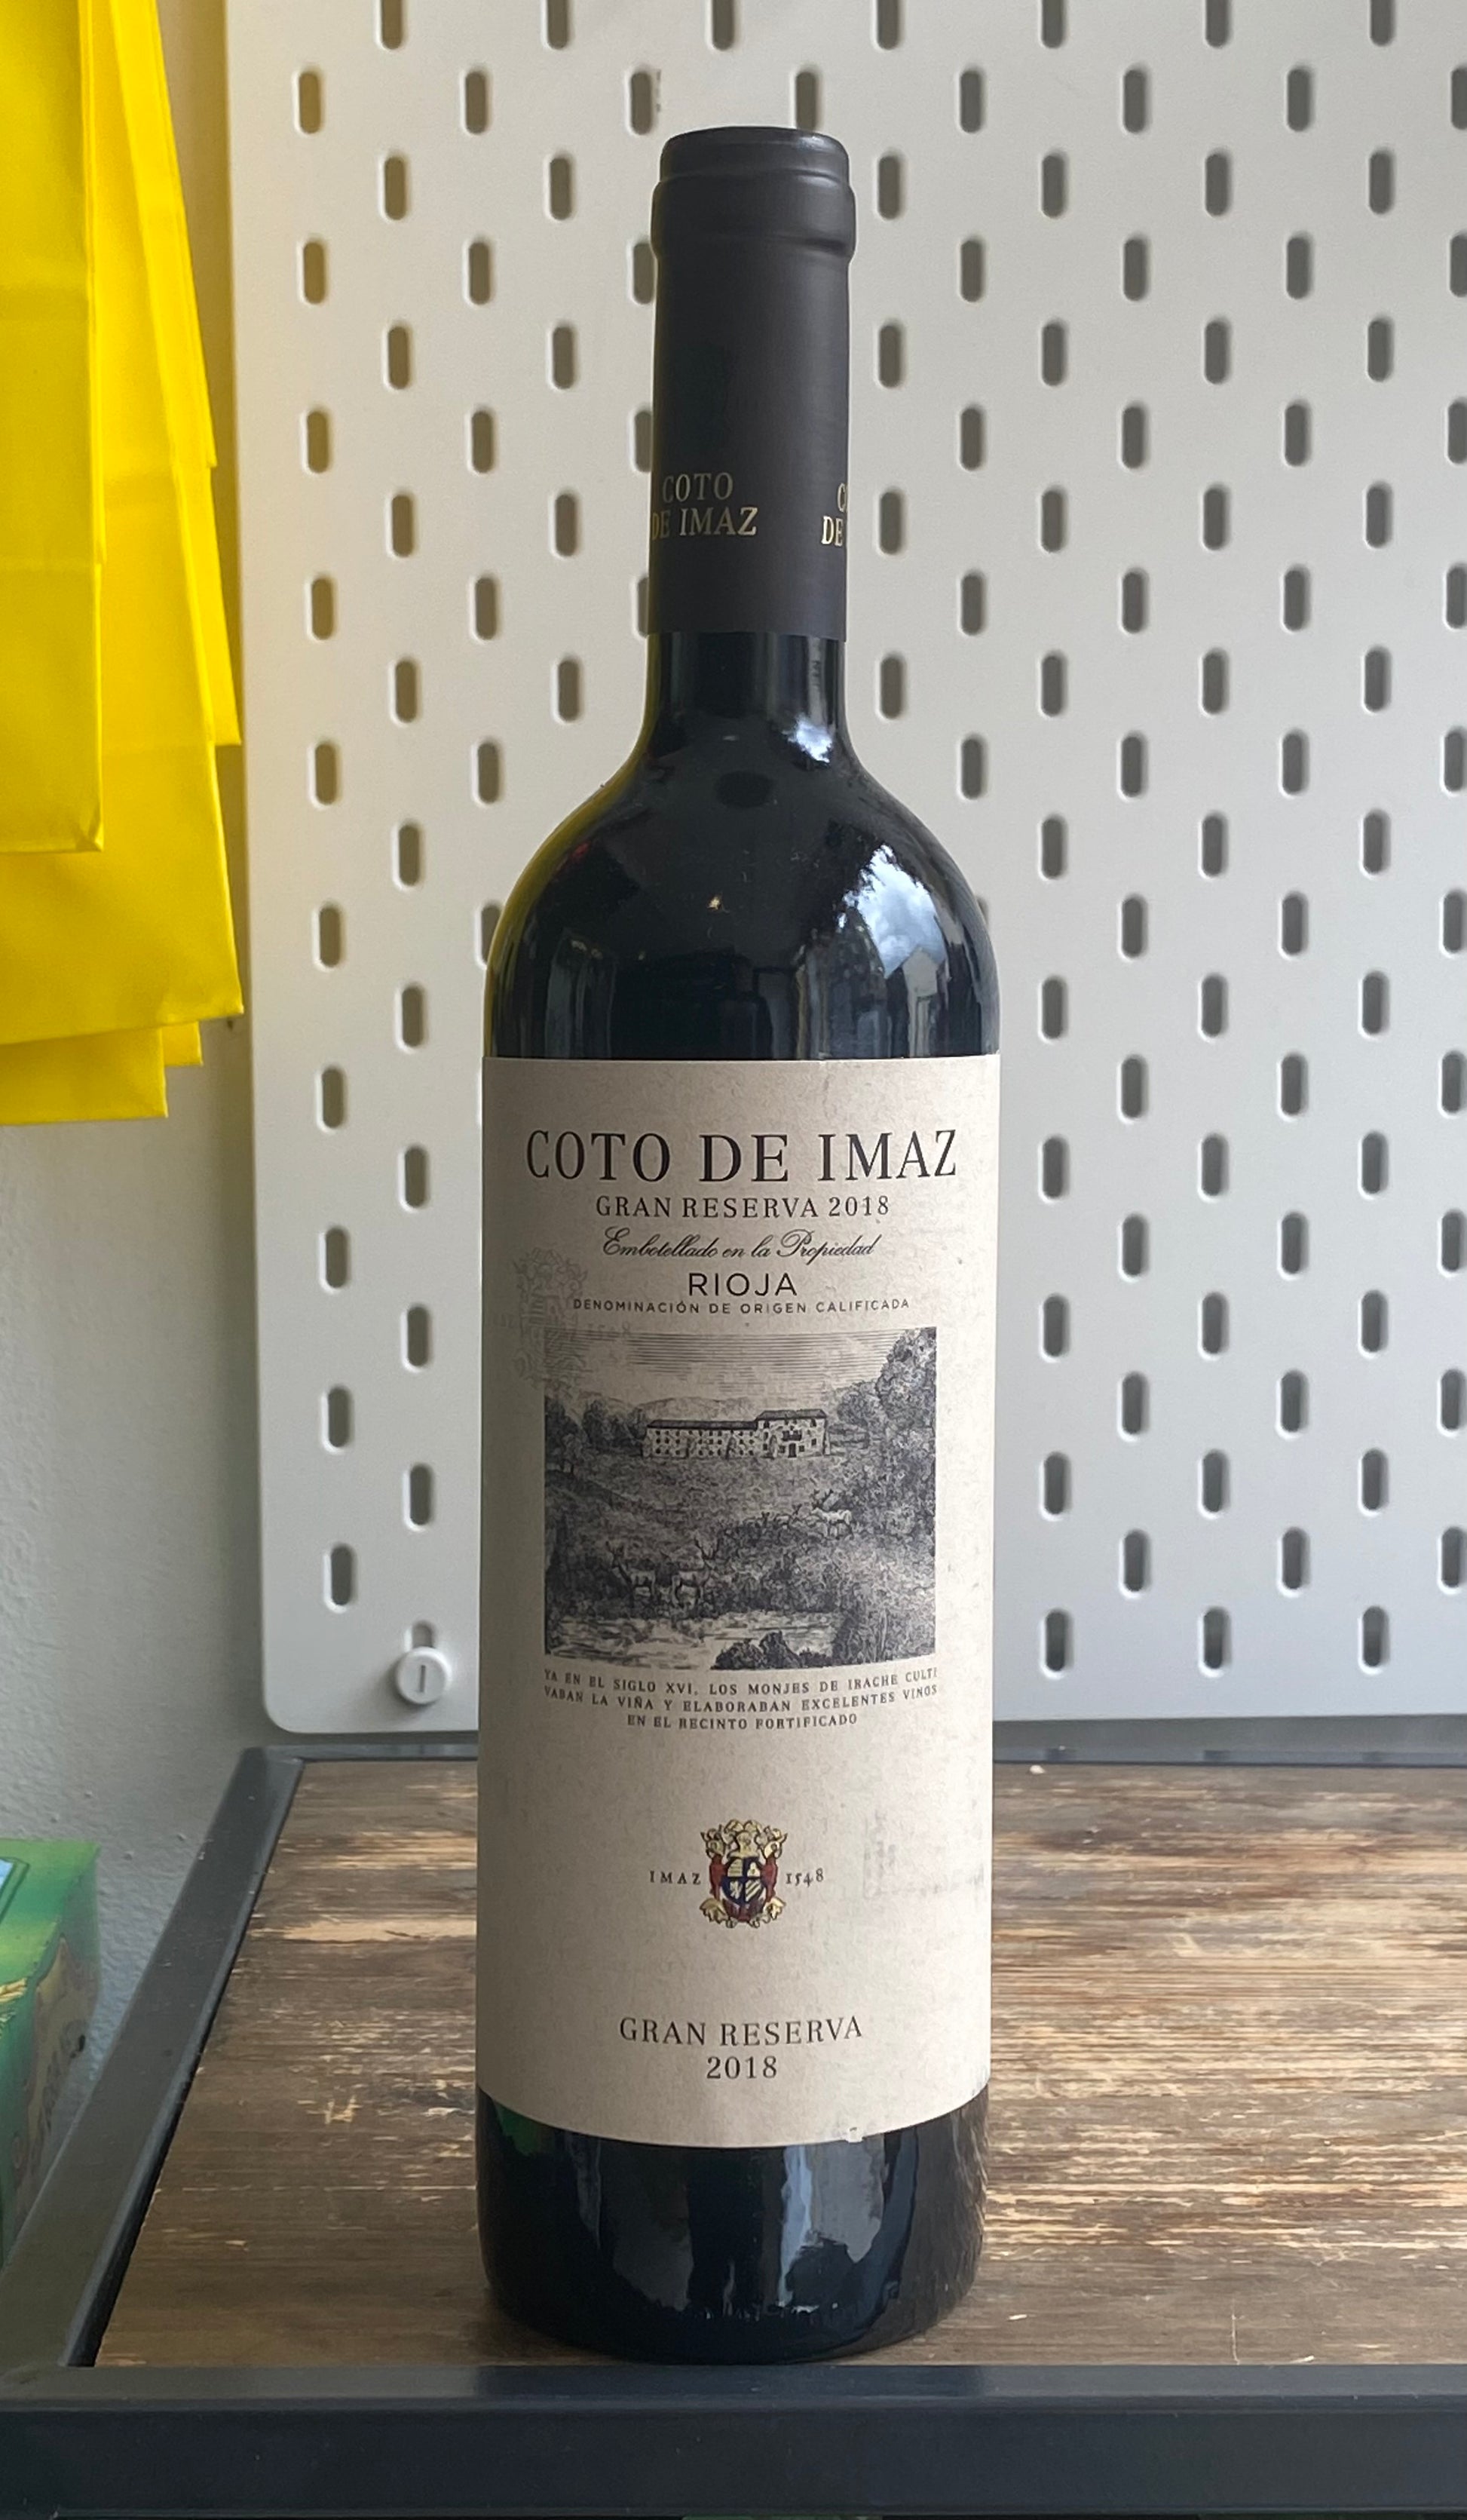 COTO
DE IMAZ
COTO DE IMAZ
GRAN RESERVA 2018
Embotellado en la Propiedad
RIOJA
DENOMINACIÓN DE ORIGEN CALIFICADA
YA EN EL SIGLO XVI, LOS MONJES DE IRACHE CULTI
VABAN LA VIÑA Y ELABORABAN EXCELENTES VINOS
EN EL RECINTO FORTIFICADO
IMAZ 1548
GRAN RESERVA
2018